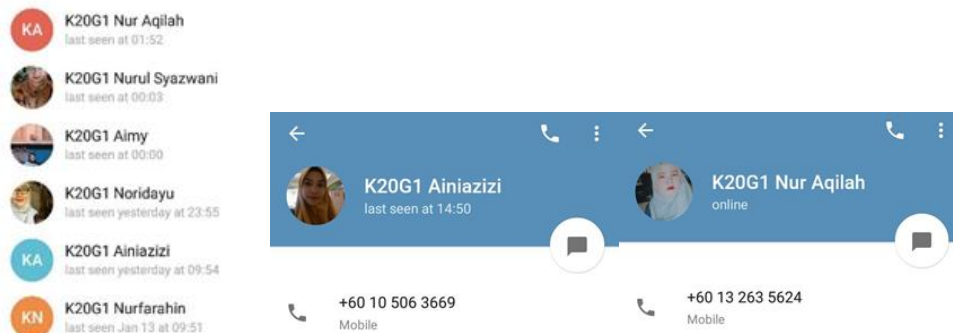 KA
K20G1 Nur Aqilah
last seen at 01:52
K20G1 Nurul Syazwani
last seen at 00:03
K20G1 Aimy
last seen at 00:00
K20G1 Noridayu
last seen yesterday at 23:55
KA
K20G1 Ainiazizi
last seen yesterday at 09:54
KN
K20G1 Nurfarahin
last seen Jan 13 at 09:51
K20G1 Ainiazizi
last seen at 14:50
+60 10 506 3669
Mobile
K20G1 Nur Aqilah
online
+60 13 263 5624
Mobile